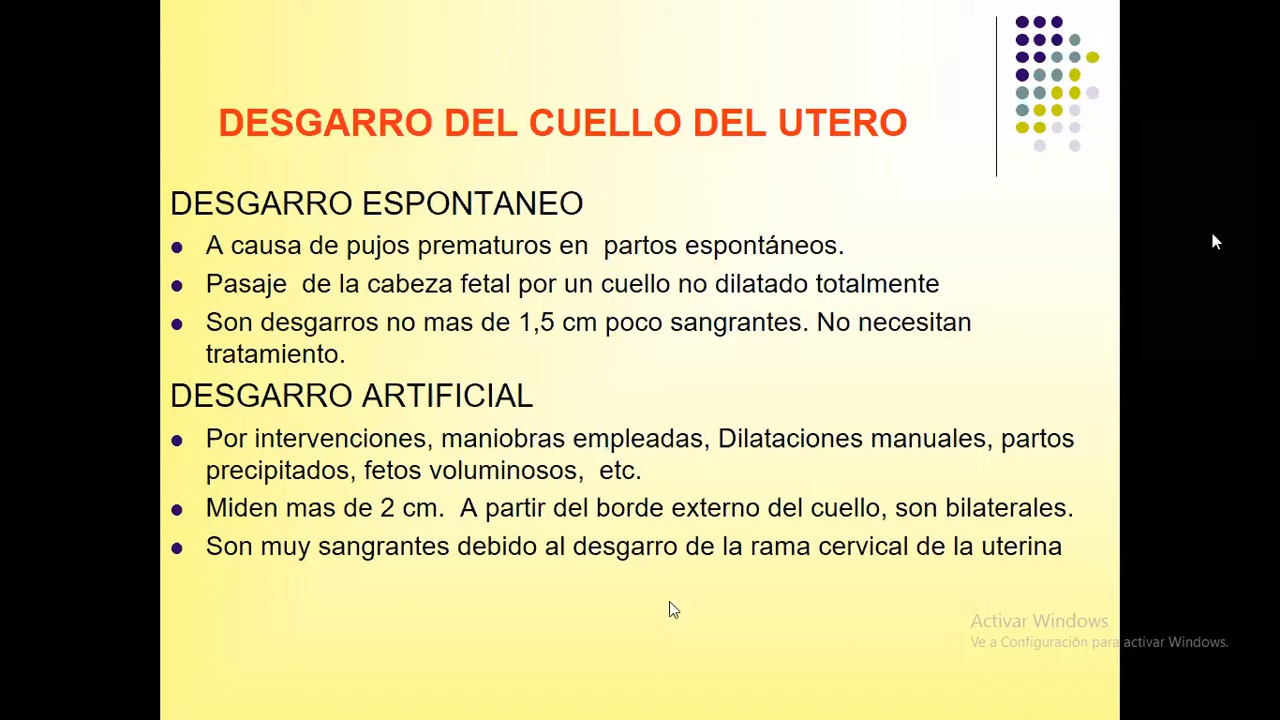 DESGARRO DEL CUELLO DEL UTERO
DESGARRO ESPONTANEO
A causa de pujos prematuros en partos espontáneos.
Pasaje de la cabeza fetal por un cuello no dilatado totalmente
Son desgarros no mas de 1,5 cm poco sangrantes. No necesitan
tratamiento.
DESGARRO ARTIFICIAL
Por intervenciones, maniobras empleadas, Dilataciones manuales, partos
precipitados, fetos voluminosos, etc.
Miden mas de 2 cm. A partir del borde externo del cuello, son bilaterales.
Son muy sangrantes debido al desgarro de la rama cervical de la uterina
Activar Windows
Ve a Configuración para activar Windows.